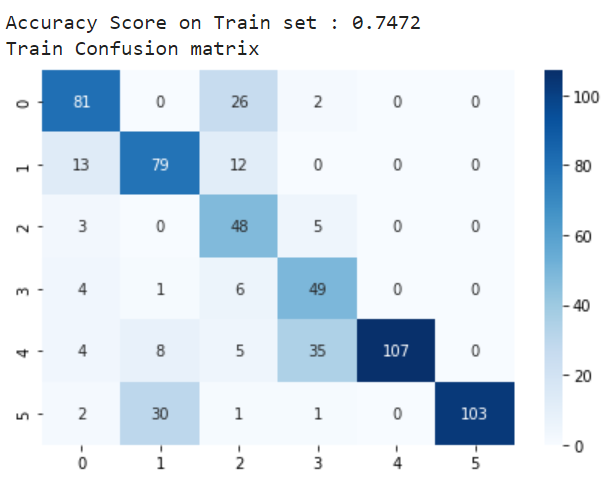 Accuracy Score on Train set : 0.7472
Train Confusion matrix
0 81 0 26 2 0 0
1 13 79 12 0 0 0
2 3 0 48 5 0 0
3 4 1 6 49 0 0
4 4 8 5 35 107 0
5 2 30 1 1 0 103
0 1 2 3 4 5
100
80
60
40
20
0